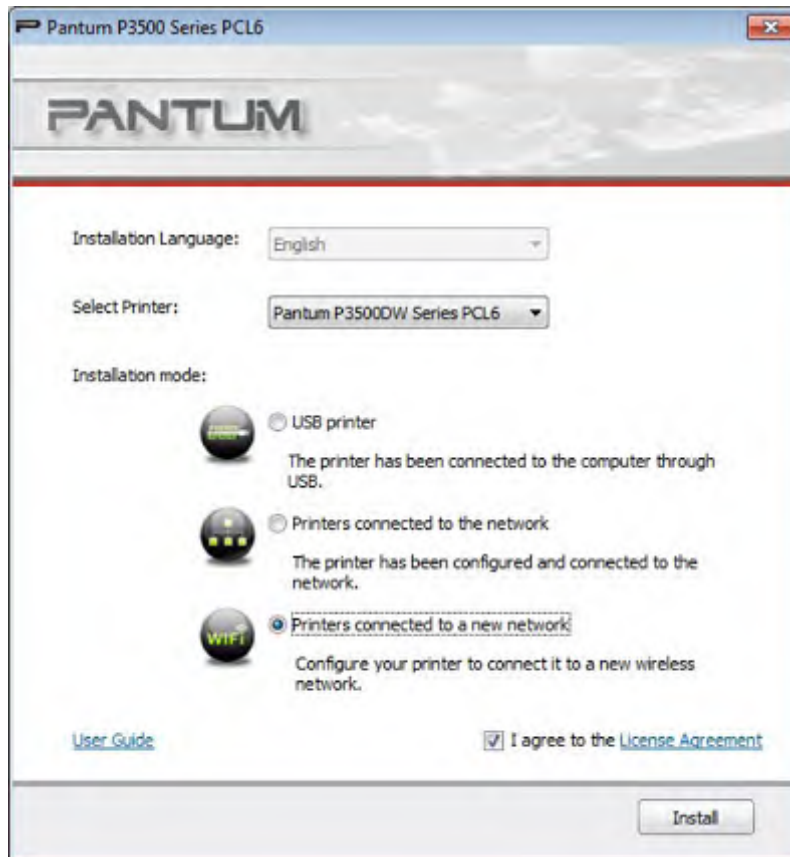 Pantum P3500 Series PCL6
PANTUM
Installation Language:
English
Select Printer:
Pantum P3500DW Series PCL6
Installation mode:
USB printer
The printer has been connected to the computer through
USB.
Printers connected to the network
The printer has been configured and connected to the
network.
WiFi
Printers connected to a new network
Configure your printer to connect it to a new wireless
network.
User Guide
I agree to the License Agreement
Install